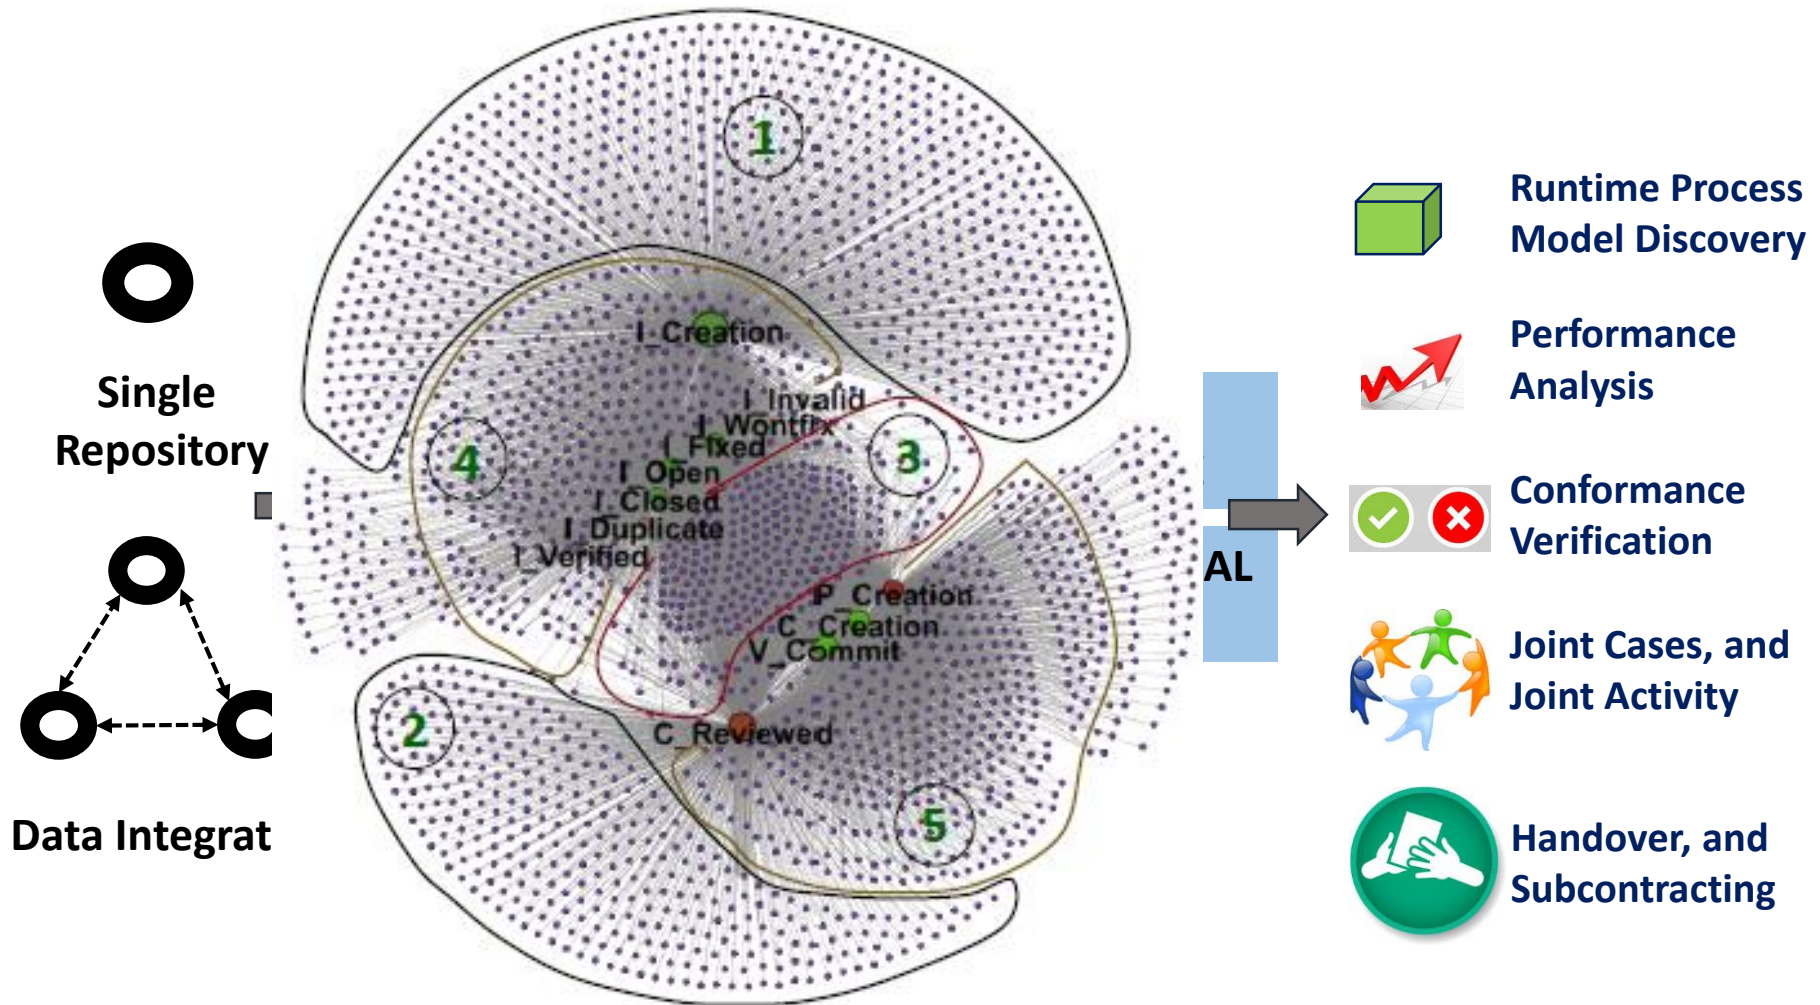 Single
Repository
Data Integrat
1
I_Creation
I_Invalid
I_Wontfix
I_Fixed
3
4
I_Open
I_Closed
I_Duplicate
I_Verified
P_Creation
C_Creation
V_Commit
2
C_Reviewed
5
AL
Runtime Process
Model Discovery
Performance
Analysis
Conformance
Verification
Joint Cases, and
Joint Activity
Handover, and
Subcontracting